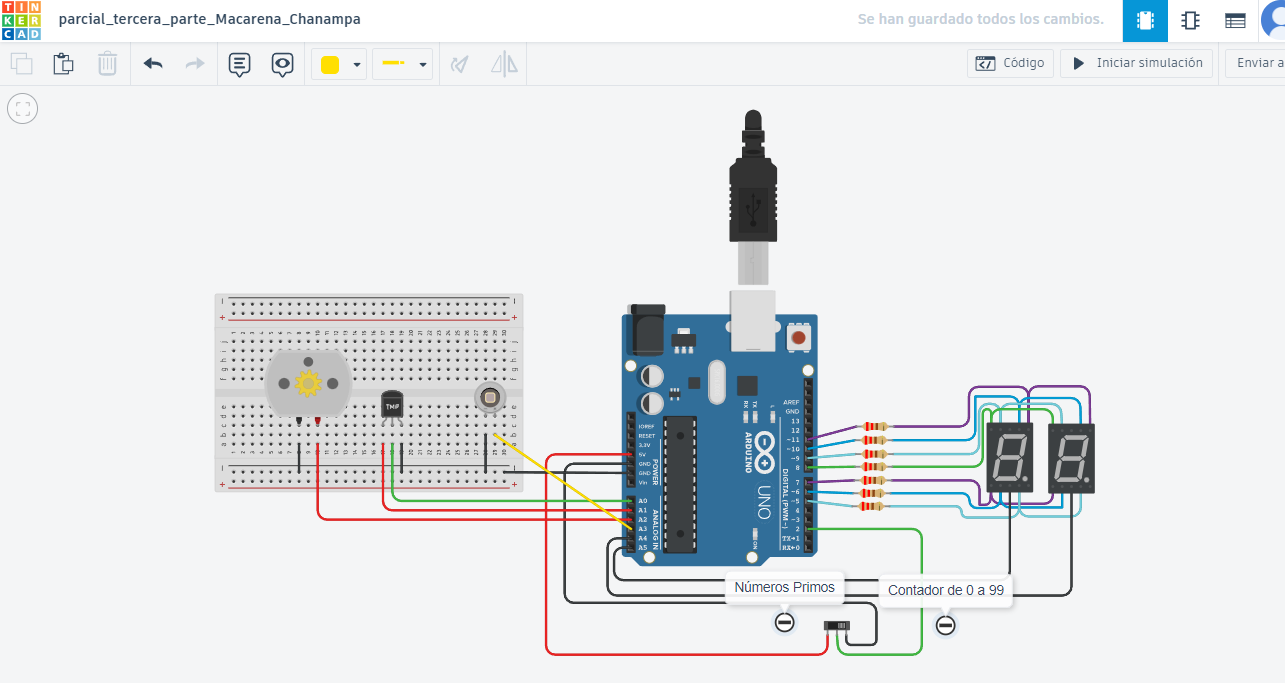 TINKERCAD
parcial_tercera_parte_Macarena_Chanampa
Se han guardado todos los cambios.
Código
Iniciar simulación
Enviar a
AREF
GND
13
12
~11
~10
~9
8
7
~6
~5
4
~3
2
TX→1
RX←0
DIGITAL (PWM~)
L
TX
RX
ARDUINO
UNO
ON
IOREF
RESET
3.3V
5V
GND
GND
Vin
POWER
A0
A1
A2
A3
A4
A5
ANALOG IN
TMP
Números Primos
Contador de 0 a 99